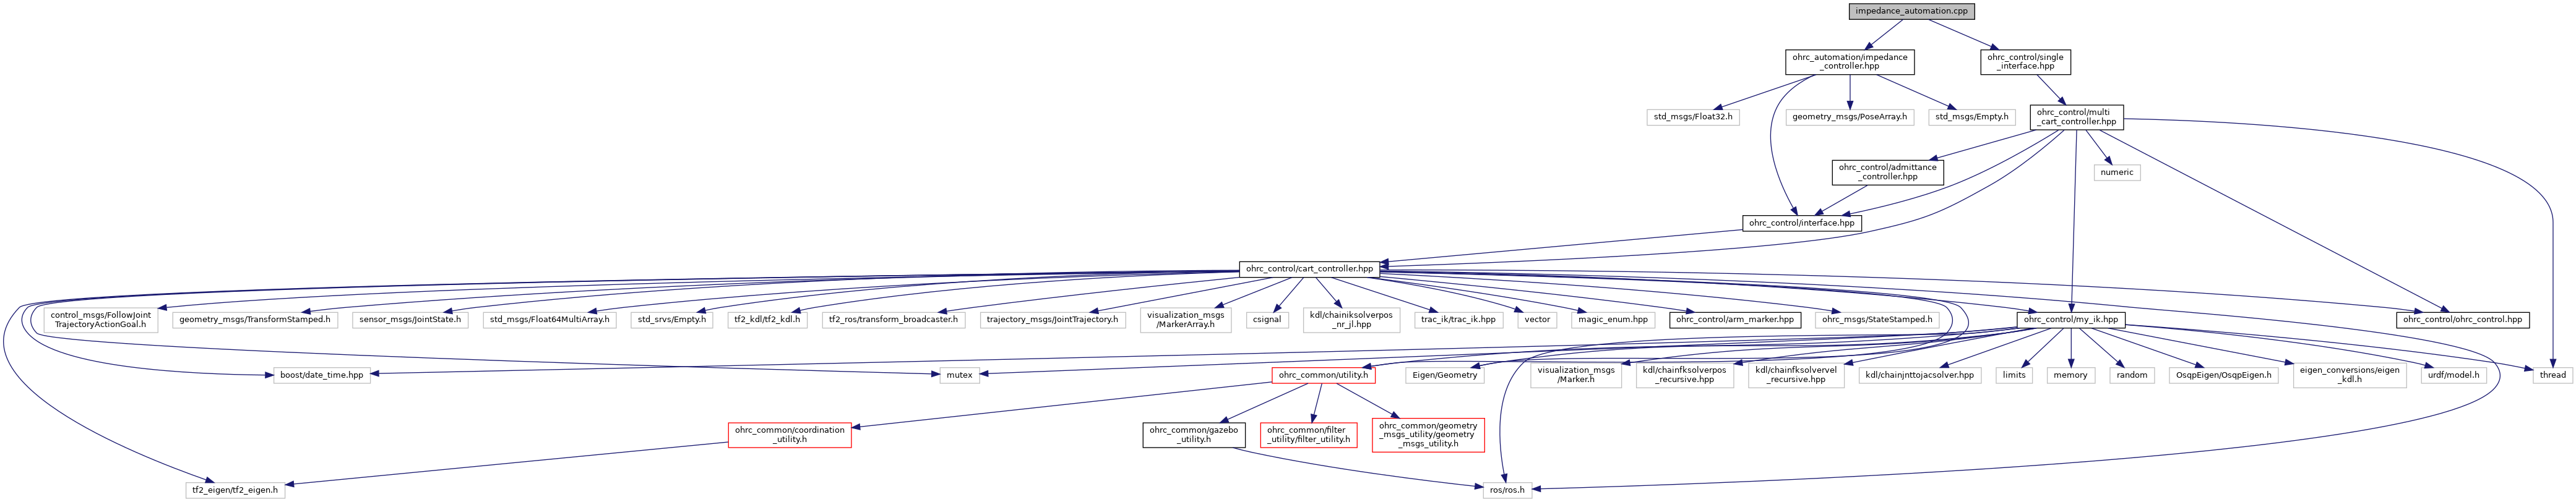 impedance_automation.cpp
ohrc_automation/impedance
_controller.hpp
ohrc_control/single
_interface.hpp
std_msgs/Float32.h
geometry_msgs/PoseArray.h
std_msgs/Empty.h
ohrc_control/multi
_cart_controller.hpp
ohrc_control/admittance
_controller.hpp
numeric
ohrc_control/interface.hpp
ohrc_control/cart_controller.hpp
control_msgs/FollowJoint
TrajectoryActionGoal.h
geometry_msgs/TransformStamped.h
sensor_msgs/JointState.h
std_msgs/Float64MultiArray.h
std_srvs/Empty.h
tf2_kdl/tf2_kdl.h
tf2_ros/transform_broadcaster.h
trajectory_msgs/JointTrajectory.h
visualization_msgs
/MarkerArray.h
csignal
kdl/chainiksolverpos
_nr_jl.hpp
trac_ik/trac_ik.hpp
vector
magic_enum.hpp
ohrc_control/arm_marker.hpp
ohrc_msgs/StateStamped.h
ohrc_control/my_ik.hpp
ohrc_control/ohrc_control.hpp
boost/date_time.hpp
mutex
ohrc_common/utility.h
Eigen/Geometry
visualization_msgs
/Marker.h
kdl/chainfksolverpos
_recursive.hpp
kdl/chainfksolvervel
_recursive.hpp
kdl/chainjnttojacsolver.hpp
limits
memory
random
OsqpEigen/OsqpEigen.h
eigen_conversions/eigen
_kdl.h
urdf/model.h
thread
ohrc_common/coordination
_utility.h
ohrc_common/gazebo
_utility.h
ohrc_common/filter
_utility/filter_utility.h
ohrc_common/geometry
_msgs_utility/geometry
_msgs_utility.h
tf2_eigen/tf2_eigen.h
ros/ros.h